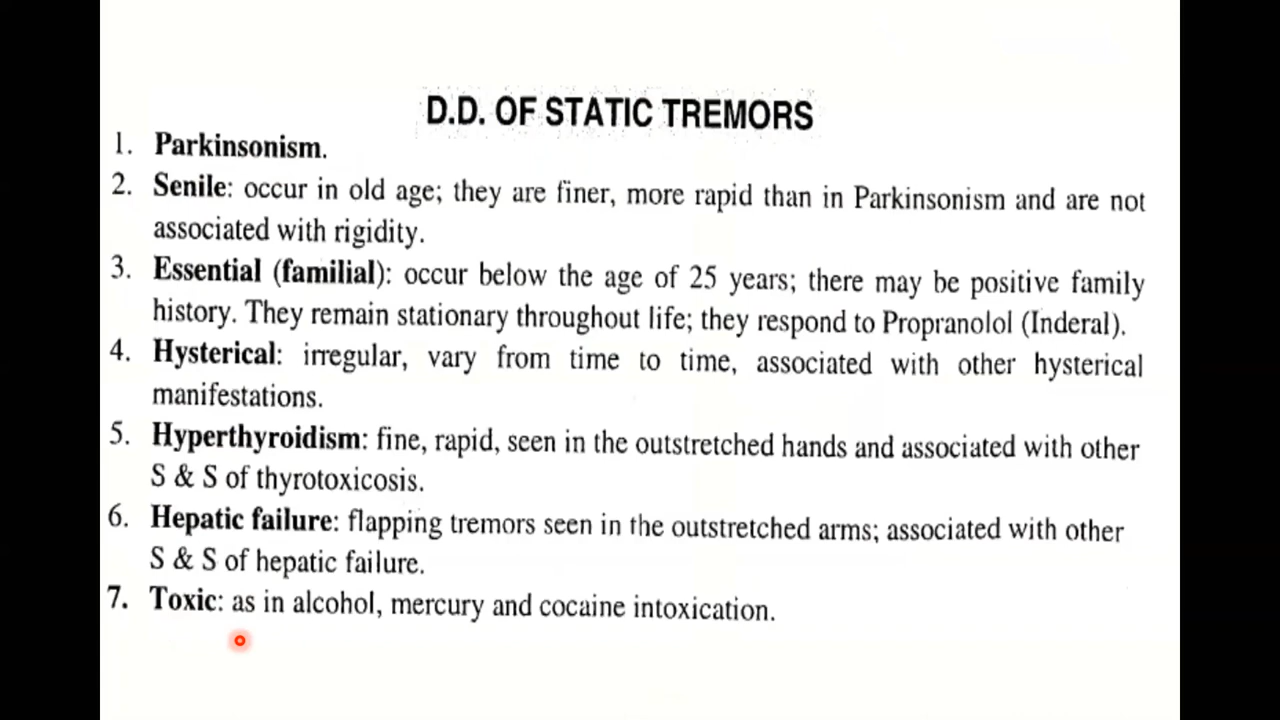 D.D. OF STATIC TREMORS
1. Parkinsonism.
2. Senile: occur in old age; they are finer, more rapid than in Parkinsonism and are not
associated with rigidity.
3. Essential (familial): occur below the age of 25 years; there may be positive family
history. They remain stationary throughout life; they respond to Propranolol (Inderal).
4. Hysterical: irregular, vary from time to time, associated with other hysterical
manifestations.
5. Hyperthyroidism: fine, rapid, seen in the outstretched hands and associated with other
S & S of thyrotoxicosis.
6. Hepatic failure: flapping tremors seen in the outstretched arms; associated with other
S & S of hepatic failure.
7. Toxic: as in alcohol, mercury and cocaine intoxication.